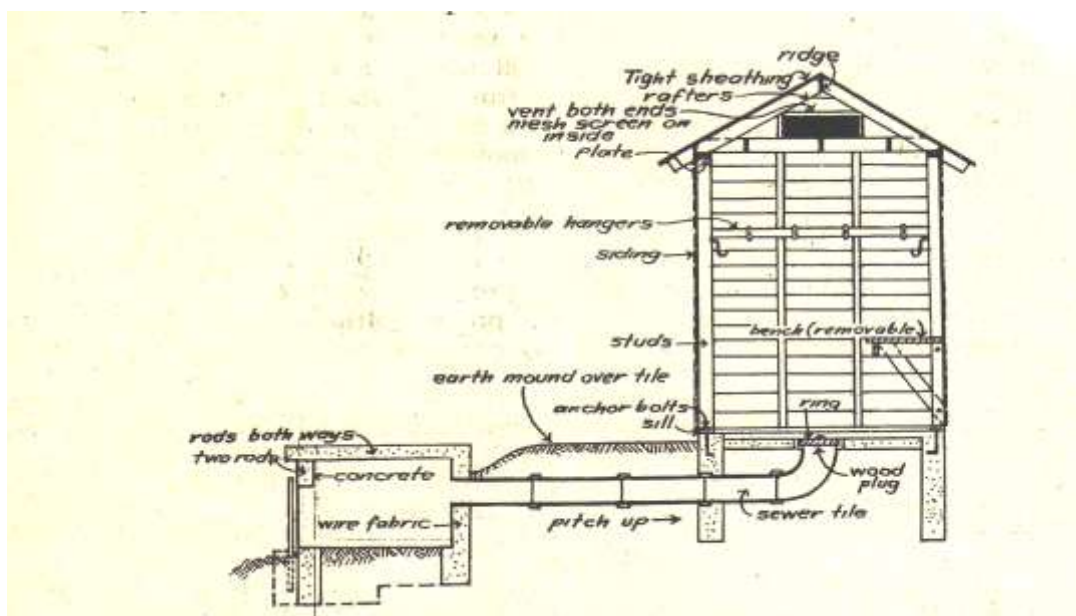 ridge
Tight sheathing
rafters
vent both ends
mesh screen on
inside
plate
removable hangers
siding
bench (removable)
studs
earth mound over tile
ring
anchor bolts
sill
rods both ways
two rods
concrete
wood
plug
wire fabric
pitch up
sewer tile